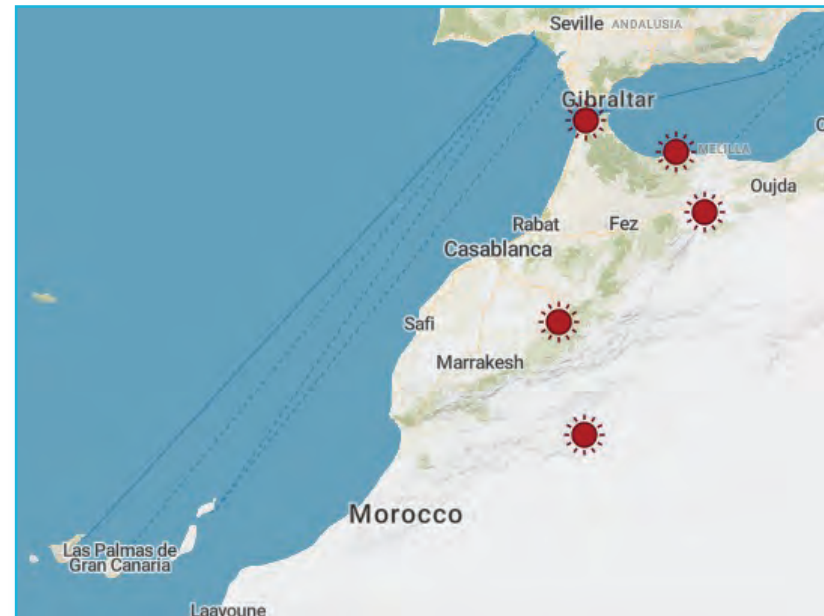 Seville ANDALUSIA
Gibraltar
MELILLA
Oujda
Rabat
Fez
Casablanca
Safi
Marrakesh
Morocco
Las Palmas de
Gran Canaria
Laayoune